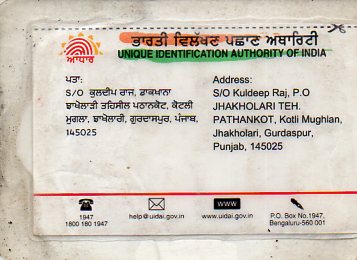 ਭਾਰਤੀ ਵਿਲੱਖਣ ਪਛਾਣ ਅਥਾਰਿਟੀ
UNIQUE IDENTIFICATION AUTHORITY OF INDIA
ਆਧਾਰ
ਪਤਾ:
S/O ਕੁਲਦੀਪ ਰਾਜ, ਡਾਕਖਾਨਾ
ਝਾਖੋਲਾੜੀ ਤਹਿਸੀਲ ਪਠਾਨਕੋਟ, ਕੋਟਲੀ
ਮੁਗਲਾ, ਝਾਖੋਲਾਰੀ, ਗੁਰਦਾਸਪੁਰ, ਪੰਜਾਬ,
145025
Address:
S/O Kuldeep Raj, P.O
JHAKHOLARI TEH.
PATHANKOT, Kotli Mughlan,
Jhakholari, Gurdaspur,
Punjab, 145025
1947
1800 180 1947
help@uidai.gov.in
WWW
www.uidai.gov.in
P.O. Box No.1947,
Bengaluru-560 001